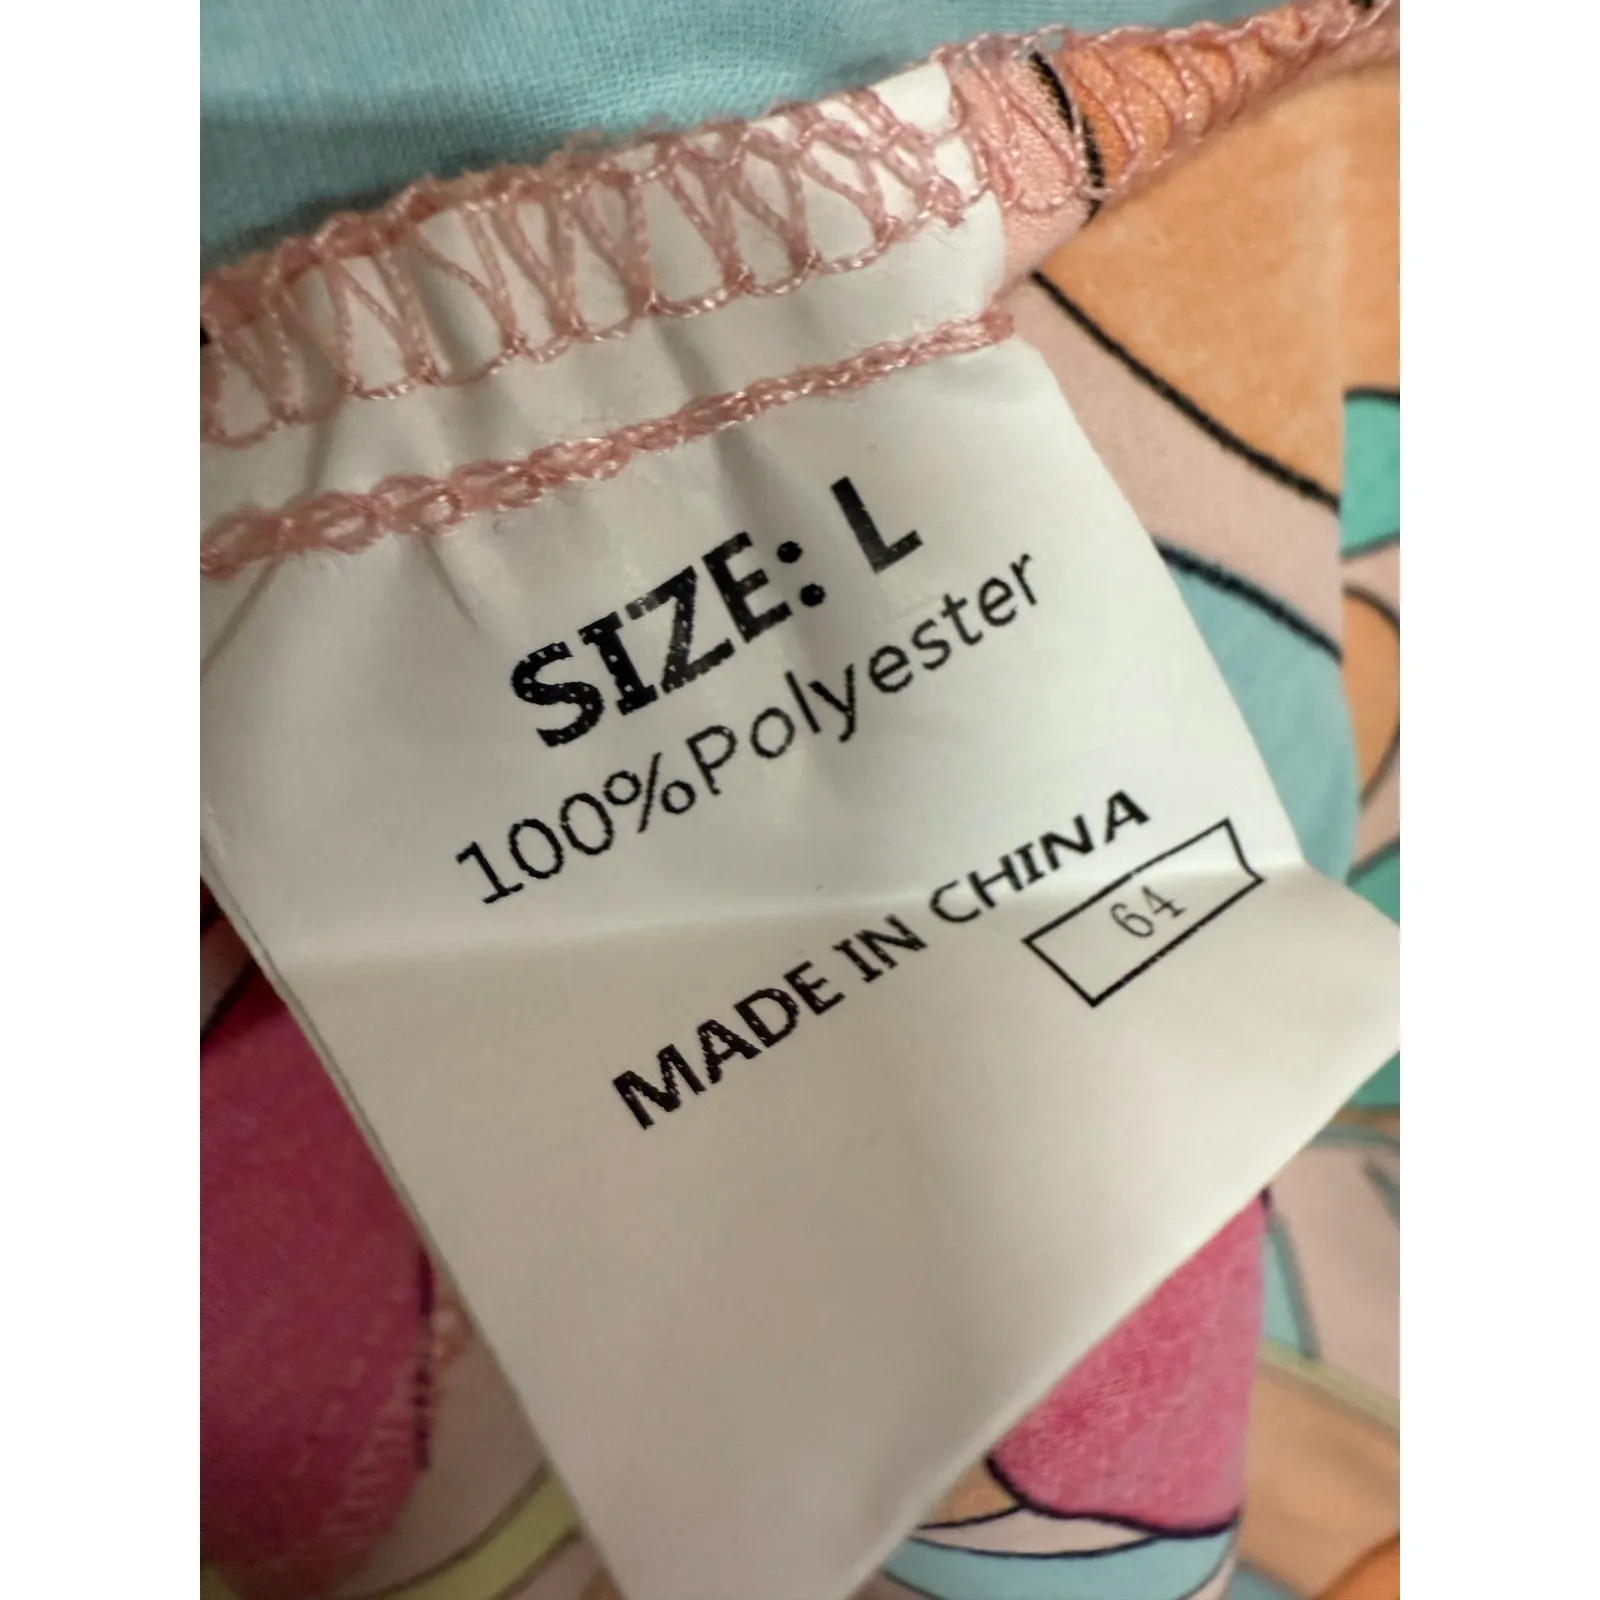 SIZE: L
100%Polyester
MADE IN CHINA
64